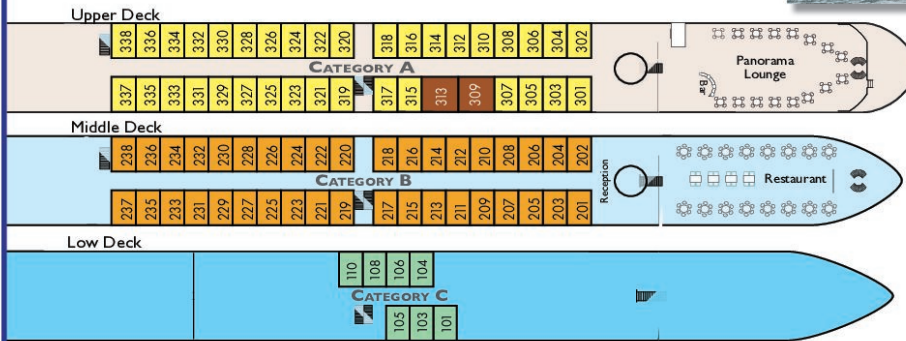 Upper Deck
338 336 334 332 330 328 326 324 322 320 318 316 314 312 310 308 306 304 302
CATEGORY A
Panorama
Lounge
Bar
337 335 333 331 329 327 325 323 321 319 317 315 313 309 307 305 303 301
Middle Deck
238 236 234 232 230 228 226 224 222 220 218 216 214 212 210 208 206 204 202
CATEGORY B
Reception
Restaurant
237 235 233 231 229 227 225 223 221 219 217 215 213 211 209 207 205 203 201
Low Deck
110 108 106 104
CATEGORY C
105 103 101